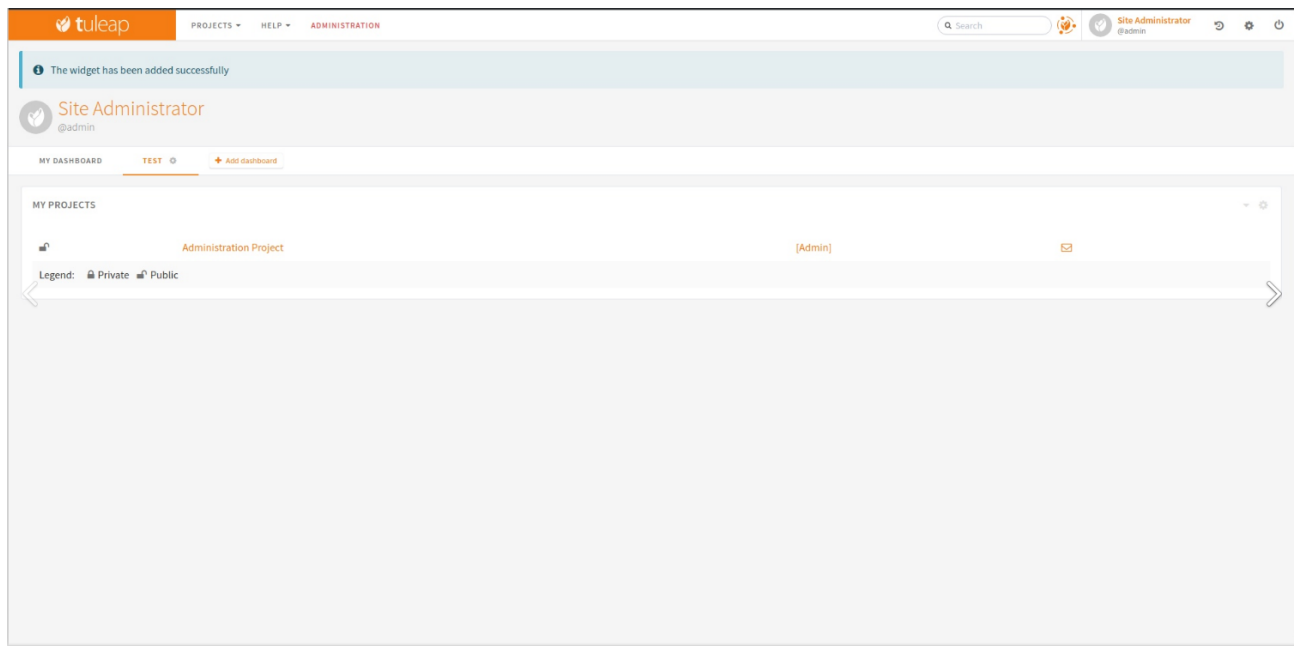 tuleap PROJECTS HELP ADMINISTRATION Search Site Administrator
@admin
The widget has been added successfully
Site Administrator
@admin
MY DASHBOARD TEST + Add dashboard
MY PROJECTS
Administration Project [Admin]
Legend: Private Public